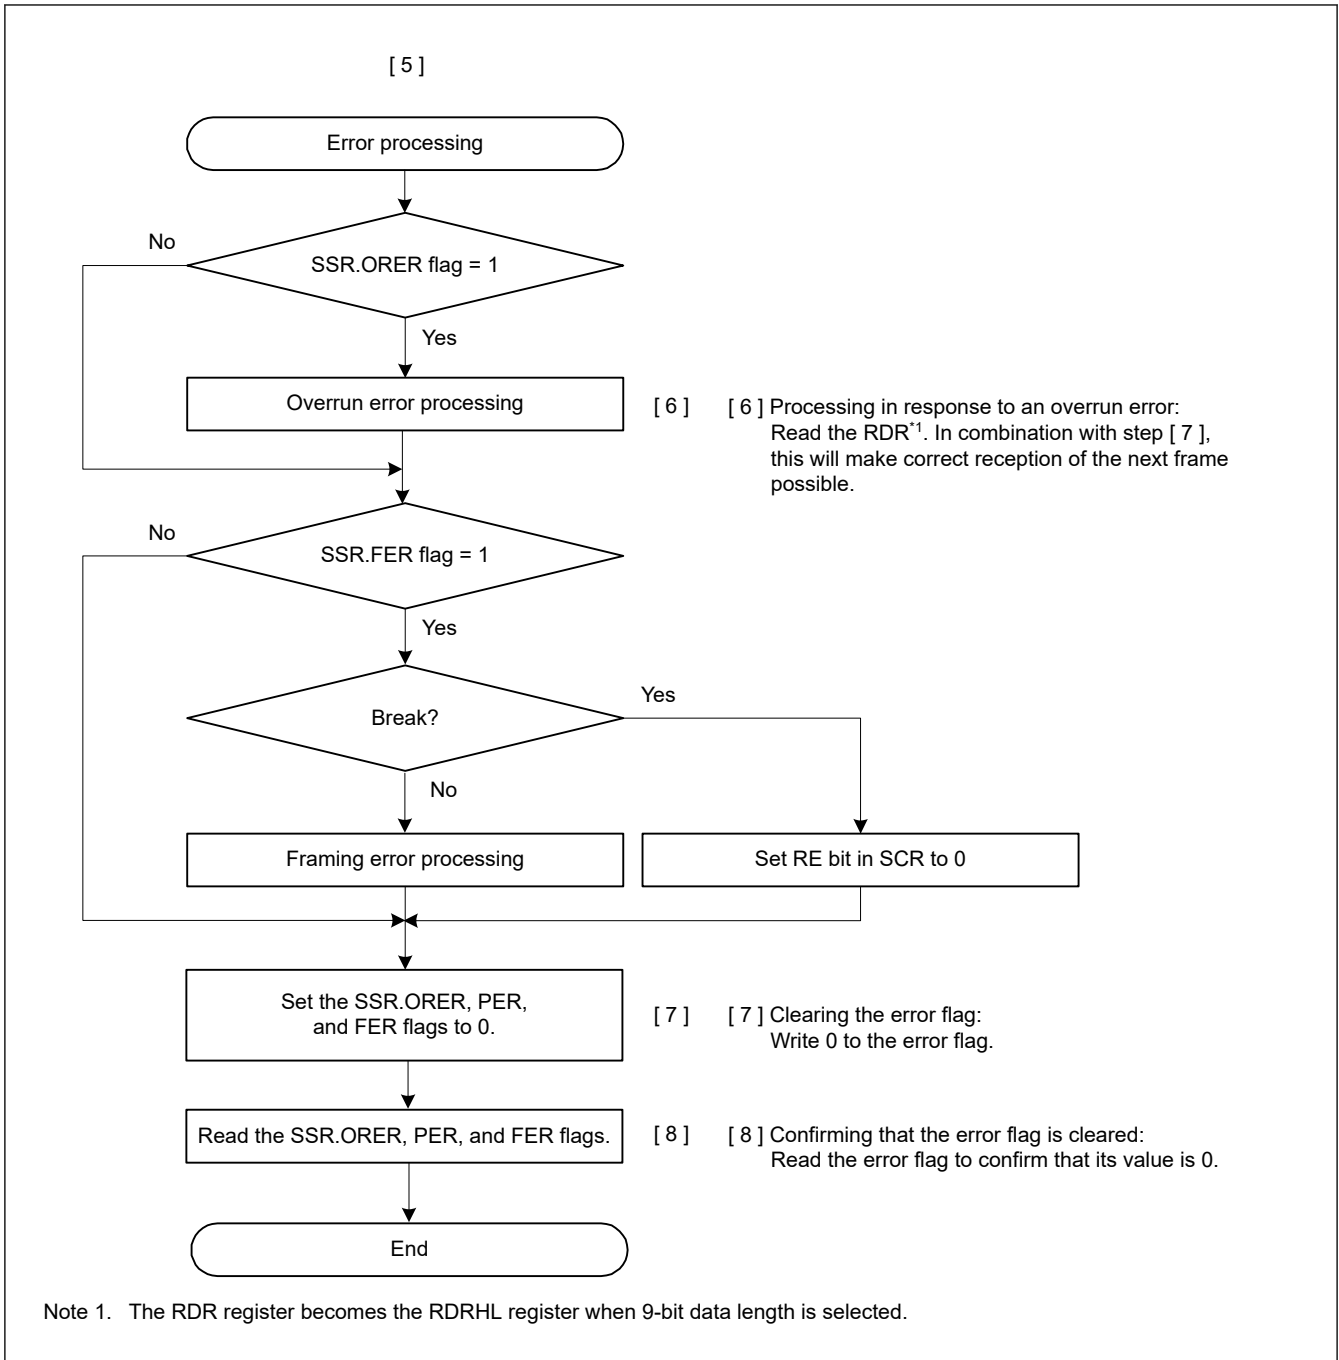 [ 5 ]
Error processing
No
SSR.ORER flag = 1
Yes
Overrun error processing
[ 6 ]
[ 6 ] Processing in response to an overrun error:
Read the RDR*1. In combination with step [ 7 ],
this will make correct reception of the next frame
possible.
No
SSR.FER flag = 1
Yes
Break?
Yes
No
Framing error processing
Set RE bit in SCR to 0
Set the SSR.ORER, PER,
and FER flags to 0.
[ 7 ]
[ 7 ] Clearing the error flag:
Write 0 to the error flag.
Read the SSR.ORER, PER, and FER flags.
[ 8 ]
[ 8 ] Confirming that the error flag is cleared:
Read the error flag to confirm that its value is 0.
End
Note 1. The RDR register becomes the RDRHL register when 9-bit data length is selected.